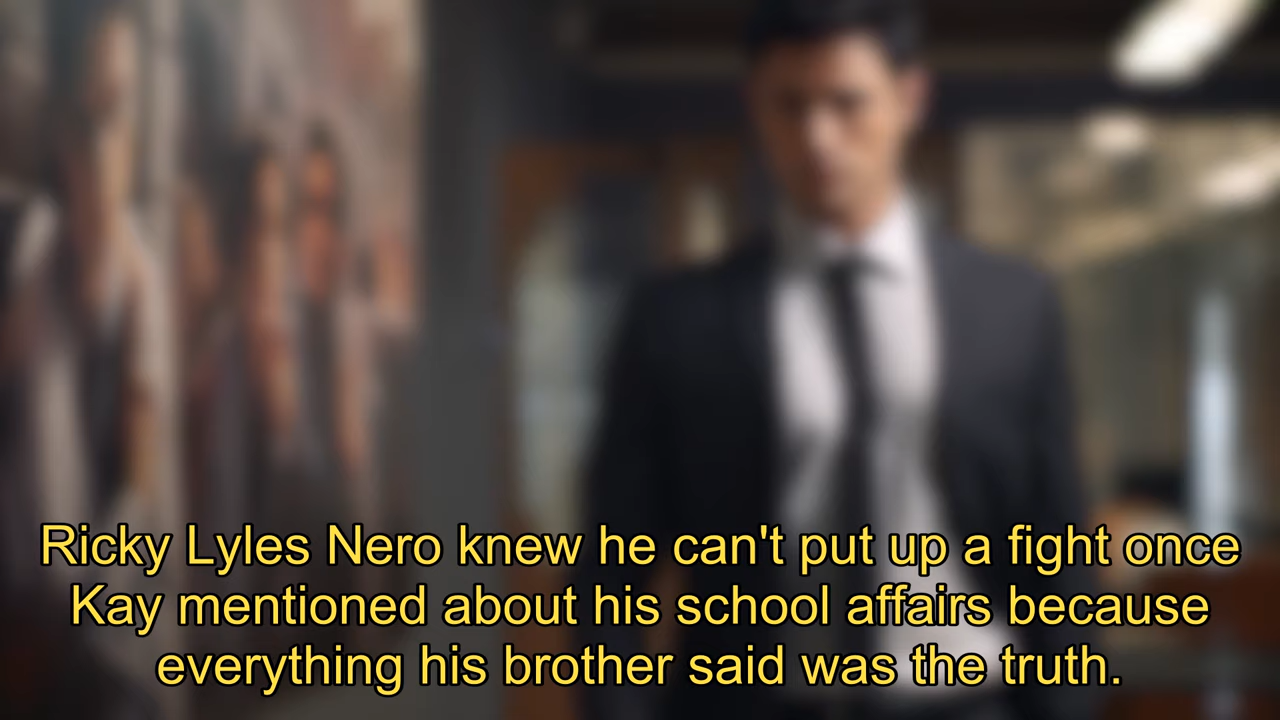 Ricky Lyles Nero knew he can't put up a fight once
Kay mentioned about his school affairs because
everything his brother said was the truth.